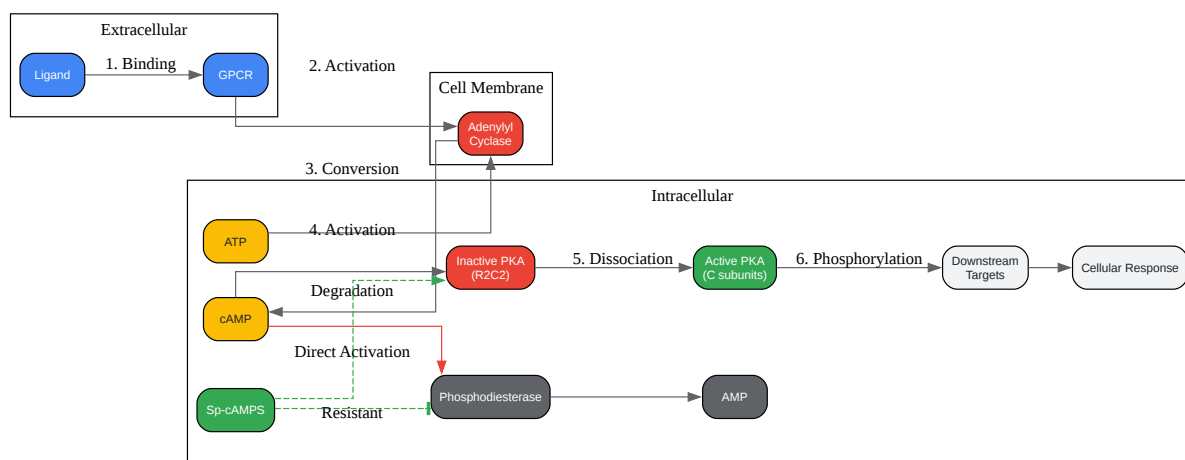 Extracellular
Ligand
1. Binding
GPCR
2. Activation
Cell Membrane
Adenylyl
Cyclase
3. Conversion
Intracellular
ATP
4. Activation
Inactive PKA
(R2C2)
5. Dissociation
Active PKA
(C subunits)
6. Phosphorylation
Downstream
Targets
Cellular Response
Degradation
cAMP
Direct Activation
Phosphodiesterase
AMP
Sp-cAMPS
Resistant